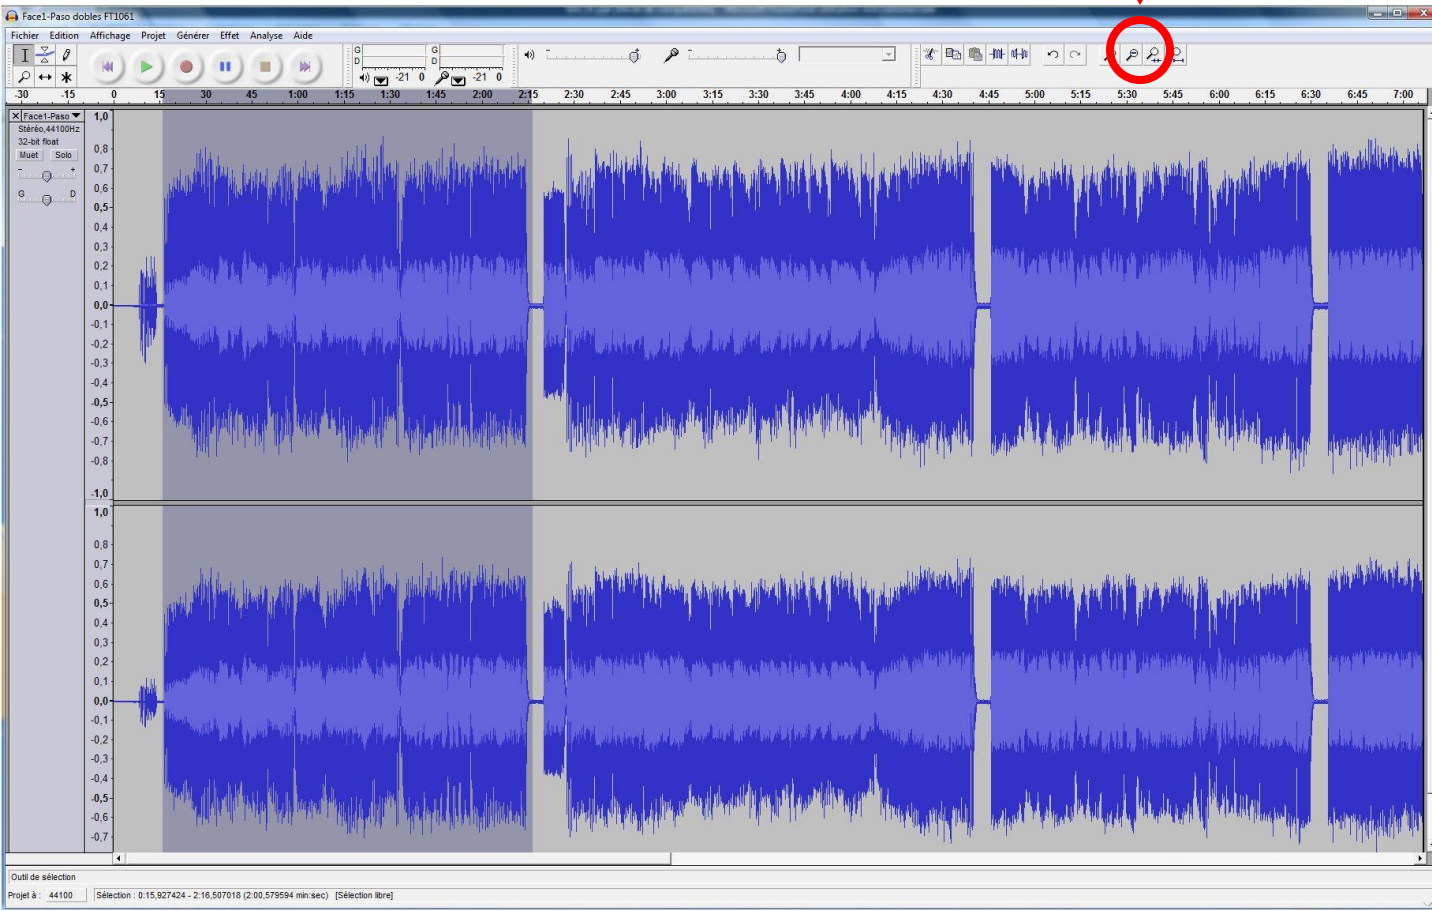 Face1-Paso dobles FT1061
Fichier Edition Affichage Projet Générer Effet Analyse Aide
G G
D D
-21 0 -21 0
-30 -15 0 15 30 45 1:00 1:15 1:30 1:45 2:00 2:15 2:30 2:45 3:00 3:15 3:30 3:45 4:00 4:15 4:30 4:45 5:00 5:15 5:30 5:45 6:00 6:15 6:30 6:45 7:00
X Face1-Paso
Stéréo,44100Hz
32-bit float
Muet Solo
- +
G D
1,0
0,8
0,7
0,6
0,5
0,4
0,3
0,2
0,1
0,0
-0,1
-0,2
-0,3
-0,4
-0,5
-0,6
-0,7
-0,8
-1,0
1,0
0,8
0,7
0,6
0,5
0,4
0,3
0,2
0,1
0,0
-0,1
-0,2
-0,3
-0,4
-0,5
-0,6
-0,7
Outil de sélection
Projet à : 44100 Sélection : 0:15,927424 - 2:16,507018 (2:00,579594 min:sec) [Sélection libre]